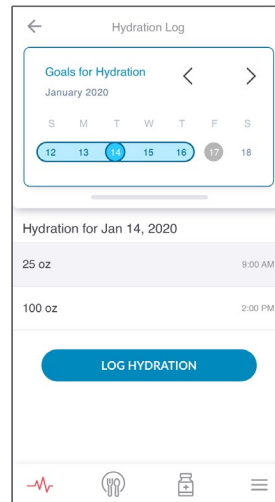 Hydration Log
Goals for Hydration
January 2020
S M T W T F S
12 13 14 15 16 17 18
Hydration for Jan 14, 2020
25 oz 9:00 AM
100 oz 2:00 PM
LOG HYDRATION